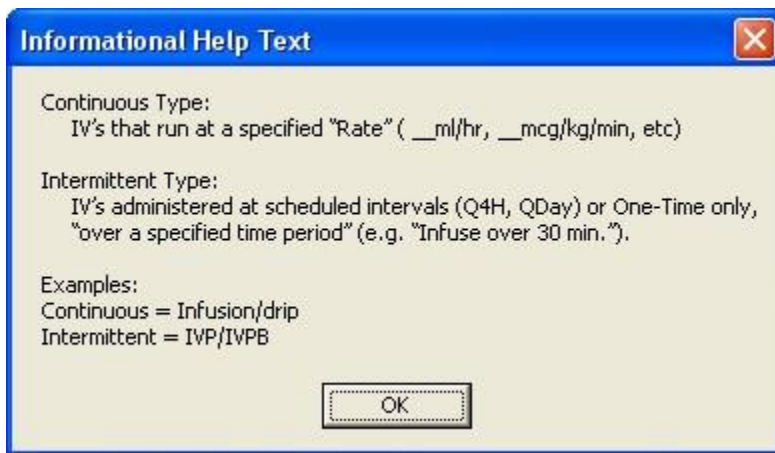 Informational Help Text
Continuous Type:
IV's that run at a specified "Rate" ( __ml/hr, __mcg/kg/min, etc)
Intermittent Type:
IV's administered at scheduled intervals (Q4H, QDay) or One-Time only,
"over a specified time period" (e.g. "Infuse over 30 min.").
Examples:
Continuous = Infusion/drip
Intermittent = IVP/IVPB
OK